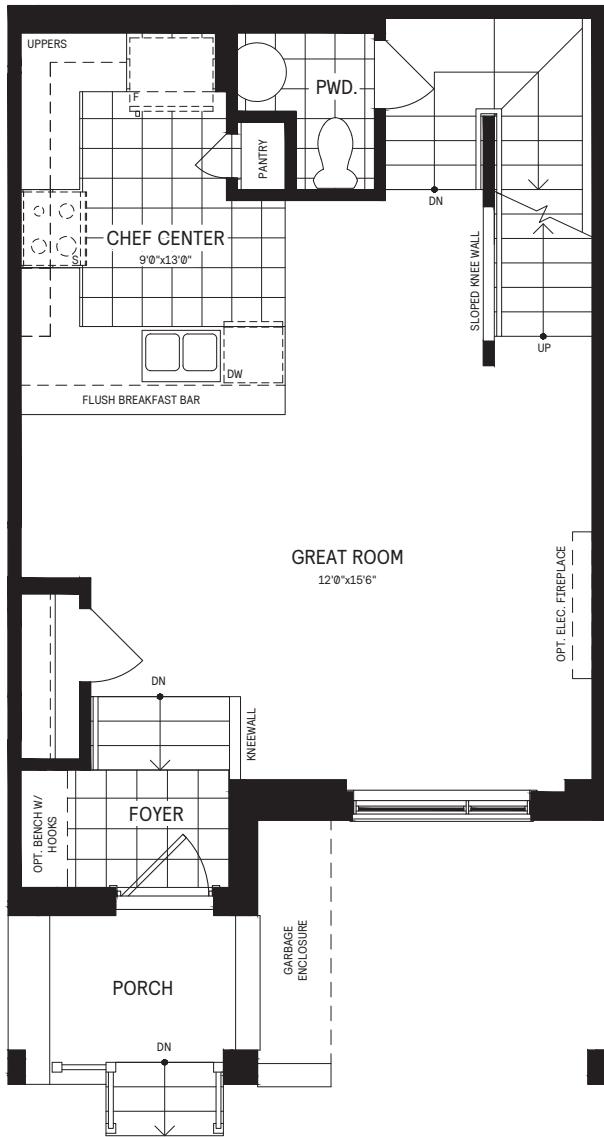 UPPERS
F
PWD.
PANTRY
CHEF CENTER
9'0"x13'0"
S
DN
SLOPED KNEE WALL
UP
DW
FLUSH BREAKFAST BAR
GREAT ROOM
12'0"x15'6"
OPT. ELEC. FIREPLACE
DN
KNEEWALL
OPT. BENCH W/
HOOKS
FOYER
GARBAGE
ENCLOSURE
PORCH
DN